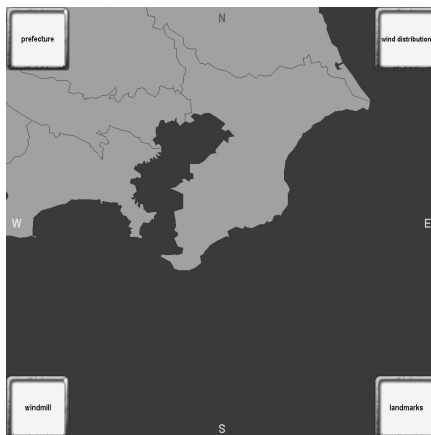 prefecture
N
wind distribution
W
E
windmill
S
landmarks